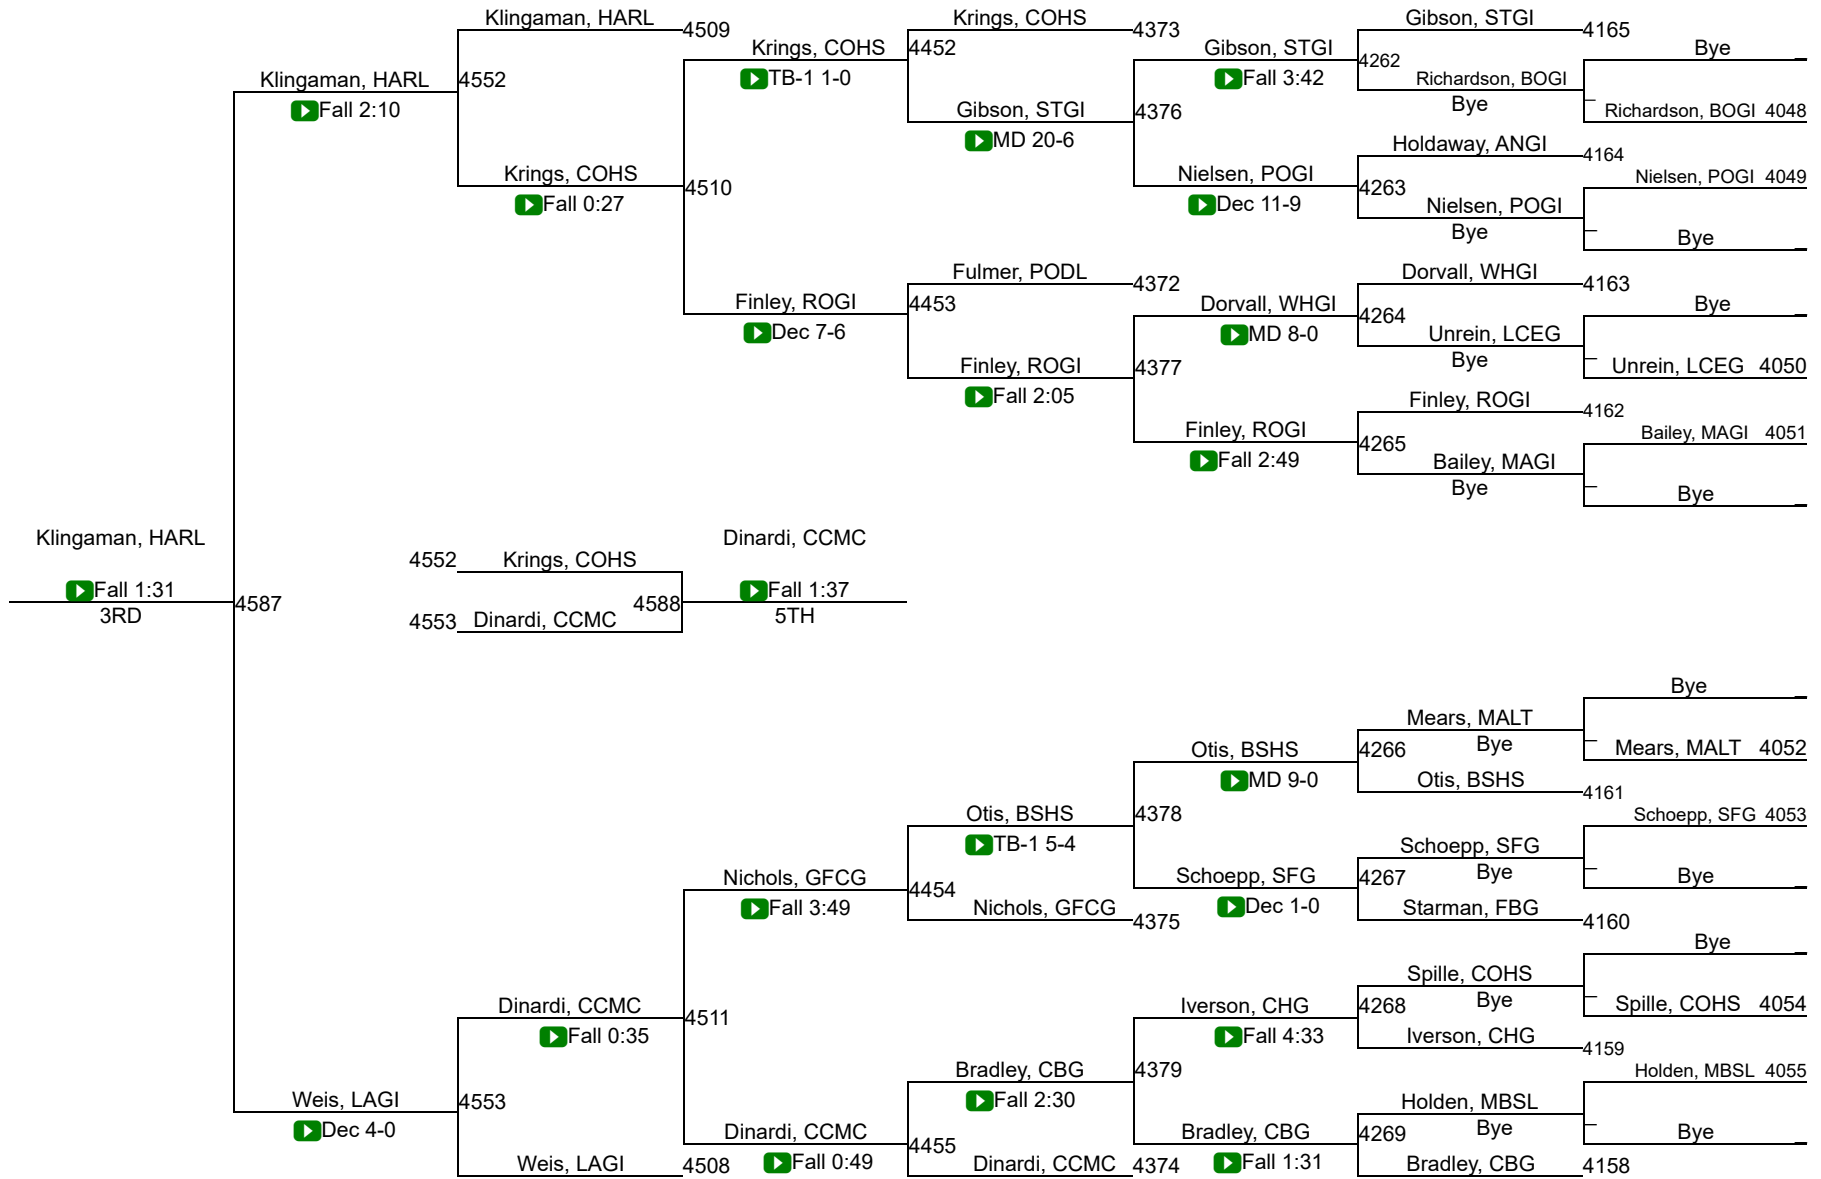 Klingaman, HARL
4509
Krings, COHS
4373
Gibson, STGI
4165
Krings, COHS
4452
Gibson, STGI
4262
Bye
Klingaman, HARL
4552
TB-1 1-0
Fall 3:42
Richardson, BOGI
Fall 2:10
Gibson, STGI
4376
Bye
Richardson, BOGI 4048
MD 20-6
Holdaway, ANGI
4164
Krings, COHS
4510
Nielsen, POGI
4263
Nielsen, POGI 4049
Fall 0:27
Dec 11-9
Nielsen, POGI
Bye
Bye
Fulmer, PODL
4372
Dorvall, WHGI
4163
Finley, ROGI
4453
Dorvall, WHGI
4264
Bye
Dec 7-6
MD 8-0
Unrein, LCEG
Finley, ROGI
4377
Bye
Unrein, LCEG 4050
Fall 2:05
Finley, ROGI
4162
Finley, ROGI
4265
Bailey, MAGI 4051
Fall 2:49
Bailey, MAGI
Bye
Bye
Klingaman, HARL
Dinardi, CCMC
4552
Krings, COHS
Fall 1:31
4587
4588
Fall 1:37
3RD
4553
Dinardi, CCMC
5TH
Bye
Mears, MALT
Otis, BSHS
4266
Bye
Mears, MALT 4052
MD 9-0
Otis, BSHS
4161
Otis, BSHS
4378
Schoepp, SFG 4053
TB-1 5-4
Schoepp, SFG
Nichols, GFCG
4454
Schoepp, SFG
4267
Bye
Bye
Fall 3:49
Nichols, GFCG
4375
Dec 1-0
Starman, FBG
4160
Bye
Spille, COHS
Dinardi, CCMC
4511
Iverson, CHG
4268
Bye
Spille, COHS 4054
Fall 0:35
Fall 4:33
Iverson, CHG
4159
Bradley, CBG
4379
Holden, MBSL 4055
Weis, LAGI
4553
Fall 2:30
Holden, MBSL
Dec 4-0
Dinardi, CCMC
4455
Bradley, CBG
4269
Bye
Bye
Weis, LAGI
4508
Fall 0:49
Dinardi, CCMC
4374
Fall 1:31
Bradley, CBG
4158